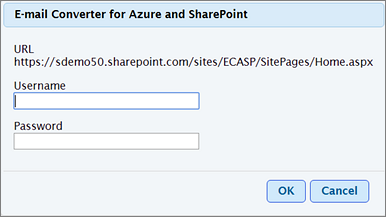 E-mail Converter for Azure and SharePoint
URL
https://sdemo50.sharepoint.com/sites/ECASP/SitePages/Home.aspx
Username
Password
OK Cancel